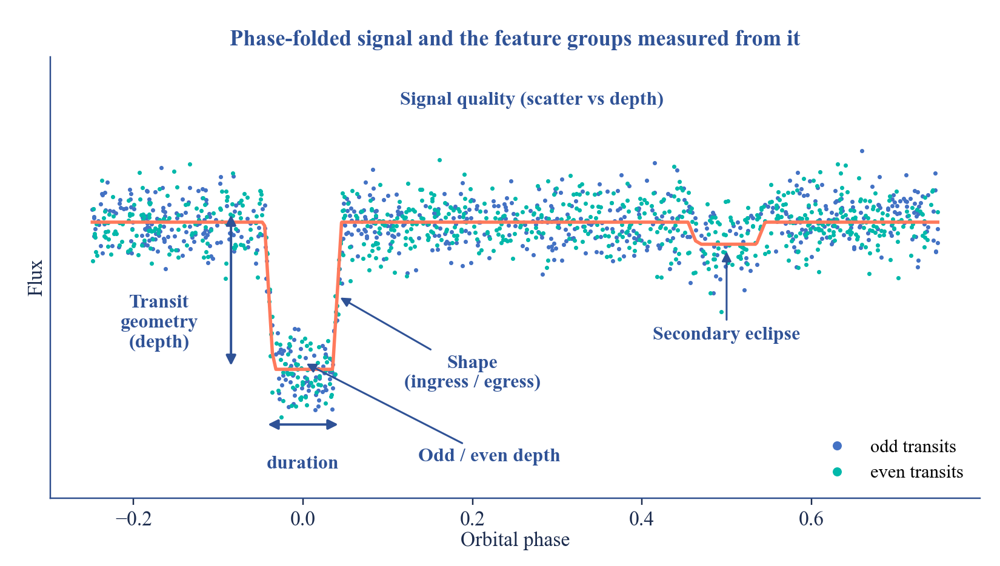 Phase-folded signal and the feature groups measured from it
Signal quality (scatter vs depth)
Flux
Transit
geometry
(depth)
Shape
(ingress / egress)
Secondary eclipse
Odd / even depth
duration
odd transits
even transits
−0.2
0.0
0.2
0.4
0.6
Orbital phase